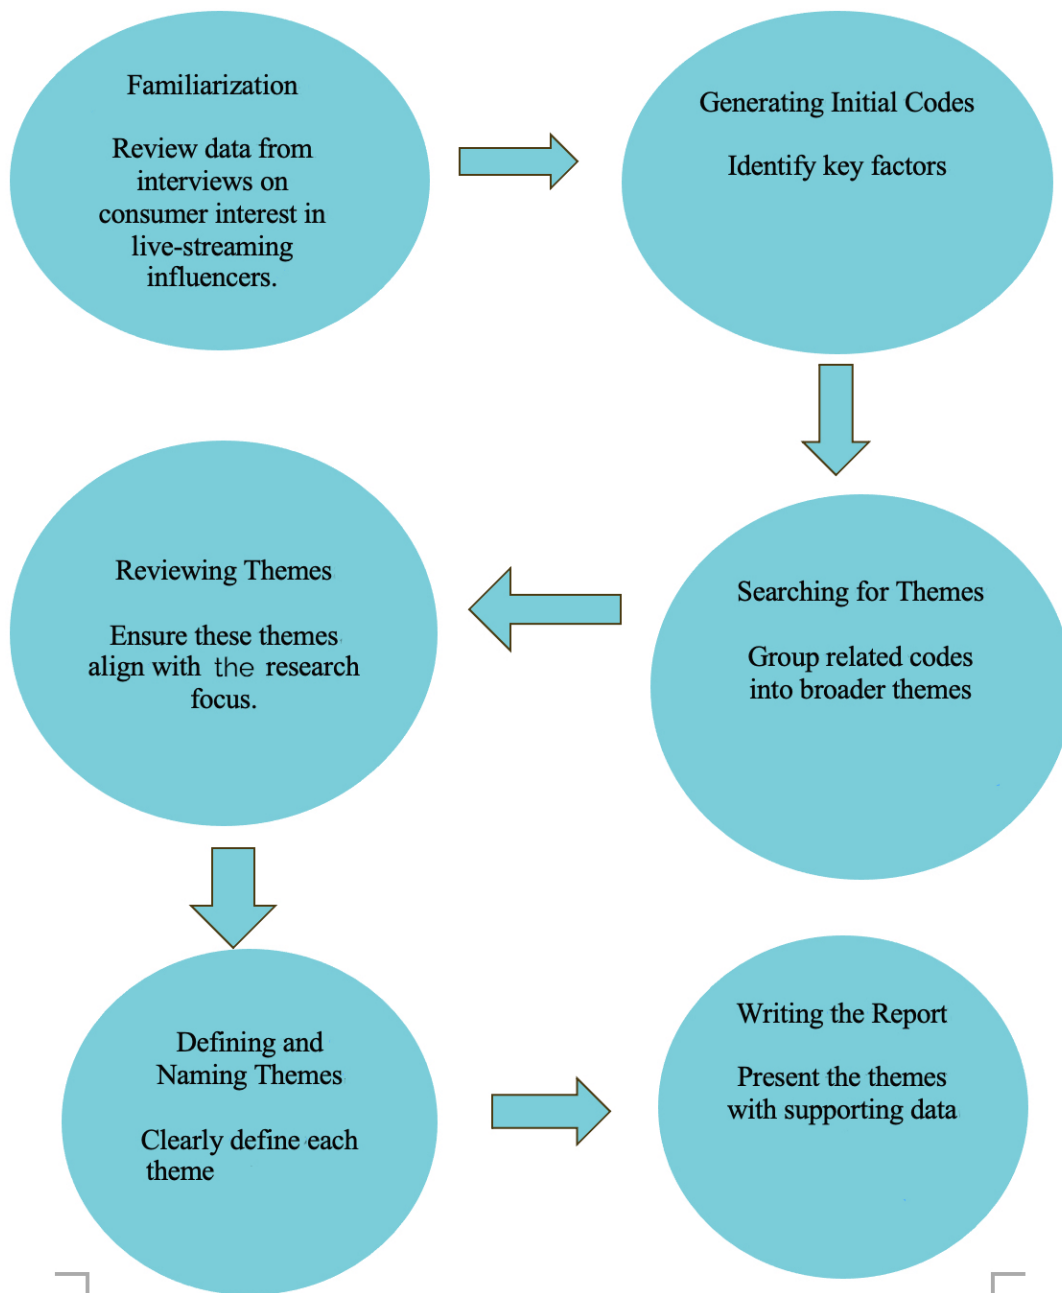 Familiarization
Review data from
interviews on
consumer interest in
live-streaming
influencers.
Generating Initial Codes
Identify key factors
Searching for Themes
Group related codes
into broader themes
Reviewing Themes
Ensure these themes
align with the research
focus.
Defining and
Naming Themes
Clearly define each
theme
Writing the Report
Present the themes
with supporting data